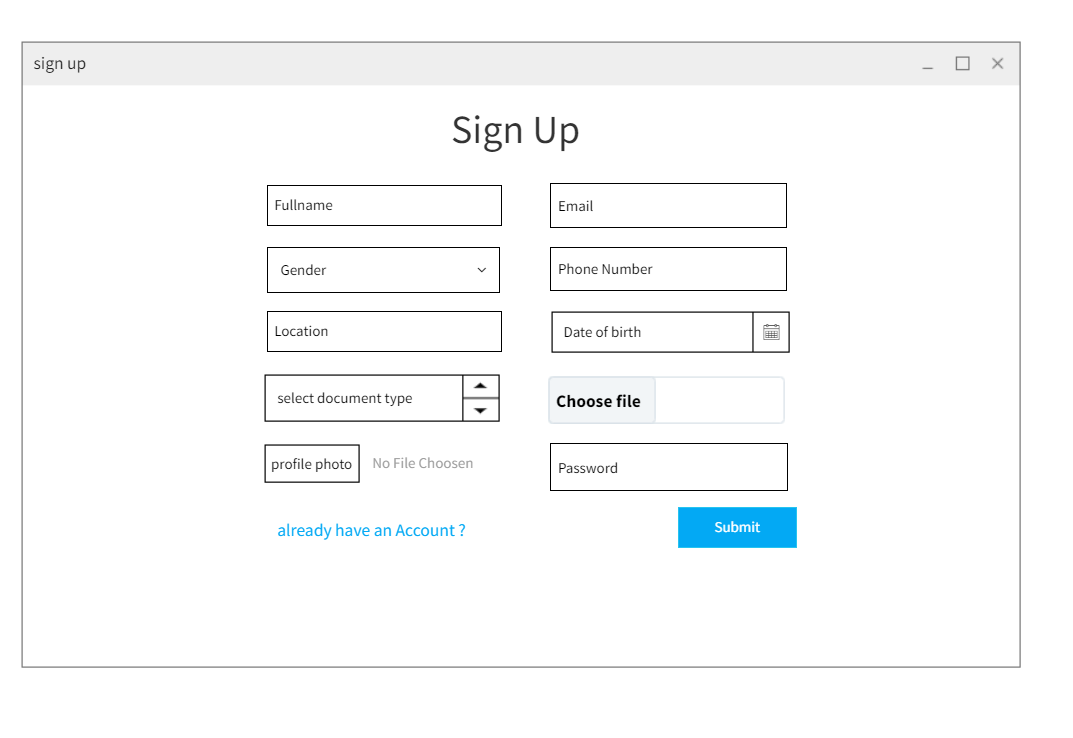 sign up
Sign Up
Fullname
Email
Gender
Phone Number
Location
Date of birth
select document type
Choose file
profile photo
No File Choosen
Password
already have an Account ?
Submit